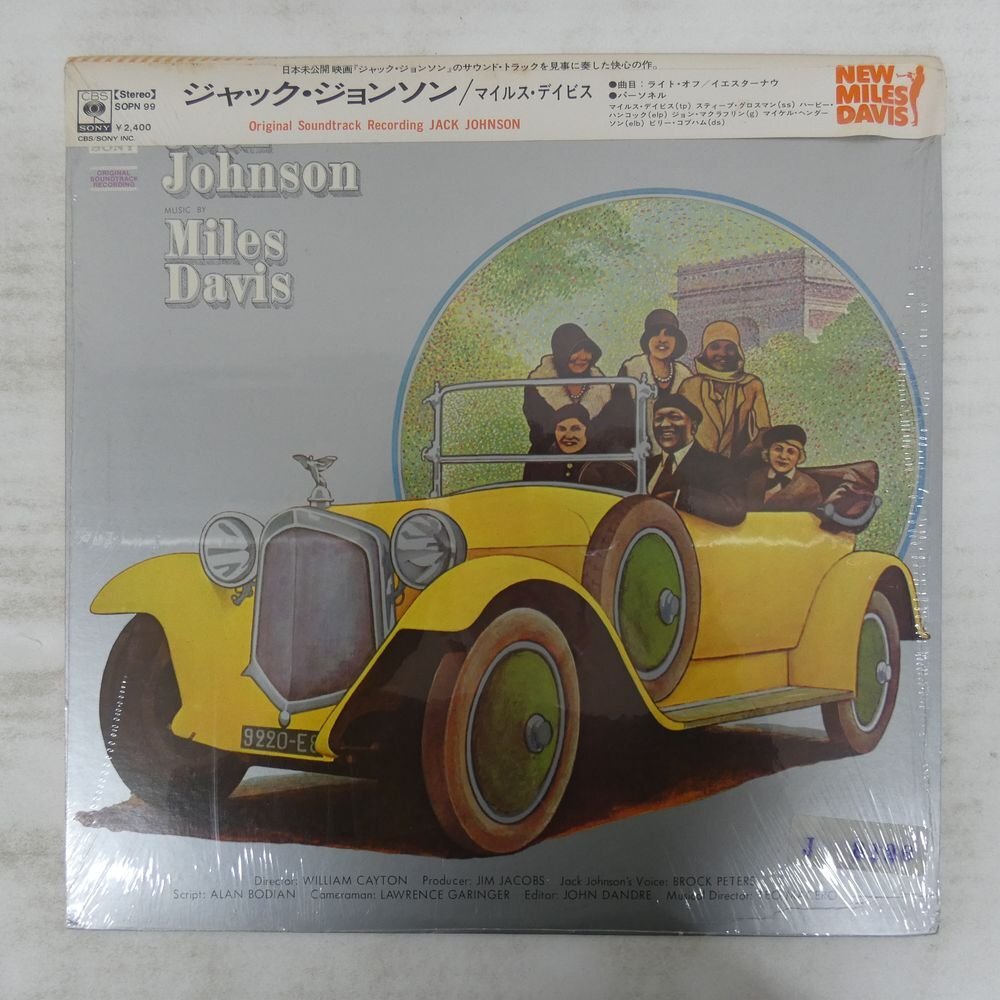 日本未公開 映画『ジャック・ジョンソン』のサウンド・トラックを見事に奏した快心の作。
CBS
SONY
【Stereo】
SOPN 99
¥2,400
CBS/SONY INC.
ジャック・ジョンソン/マイルス・デイビス
Original Soundtrack Recording JACK JOHNSON
●曲目：ライト・オフ/イエスターナウ
●パーソネル
マイルス・デイビス(tp) スティーブ・グロスマン(ss) ハービー・
ハンコック(elp) ジョン・マクラフリン(g) マイケル・ヘンダー
ソン(elb) ビリー・コブハム(ds)
NEW
MILES
DAVIS
SONY
ORIGINAL
SOUNDTRACK
RECORDING
Johnson
MUSIC BY
Miles
Davis
9220-E8
Director: WILLIAM CAYTON Producer: JIM JACOBS Jack Johnson's Voice: BROCK PETERS
Script: ALAN BODIAN Cameraman: LAWRENCE GARINGER Editor: JOHN DANDRE Musical Director: